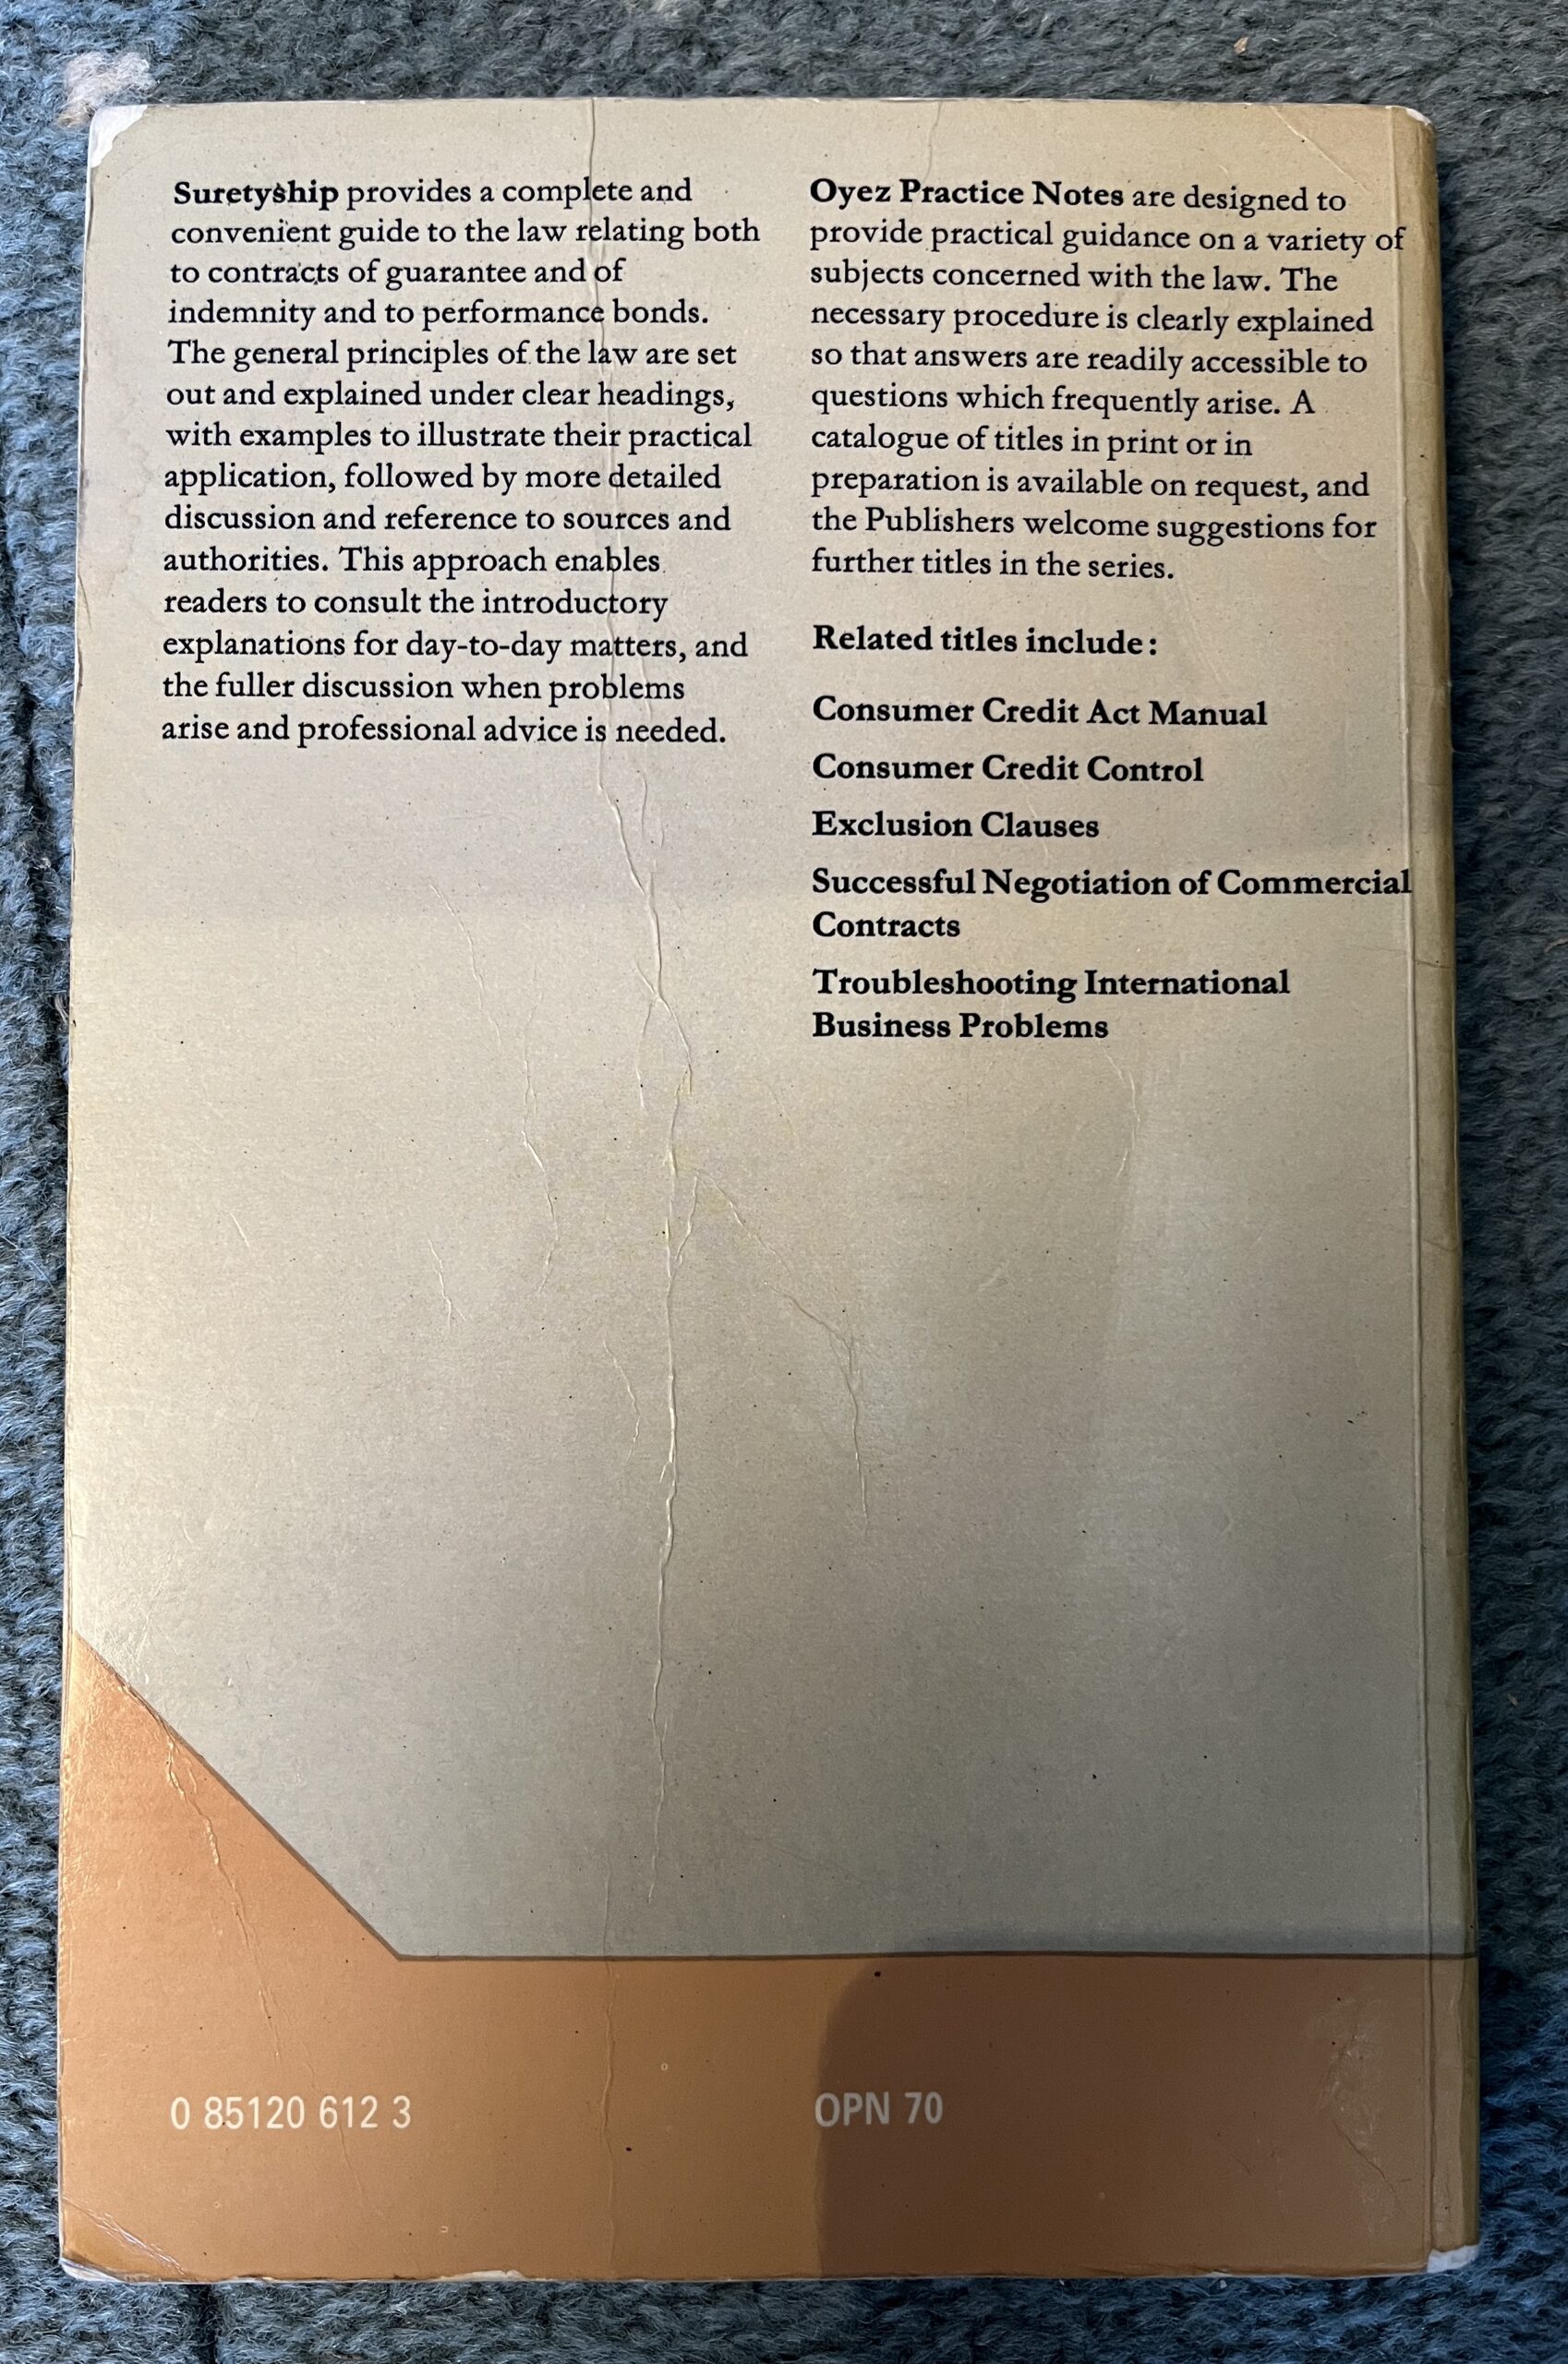 Suretyship provides a complete and
convenient guide to the law relating both
to contracts of guarantee and of
indemnity and to performance bonds.
The general principles of the law are set
out and explained under clear headings,
with examples to illustrate their practical
application, followed by more detailed
discussion and reference to sources and
authorities. This approach enables
readers to consult the introductory
explanations for day-to-day matters, and
the fuller discussion when problems
arise and professional advice is needed.
Oyez Practice Notes are designed to
provide practical guidance on a variety of
subjects concerned with the law. The
necessary procedure is clearly explained
so that answers are readily accessible to
questions which frequently arise. A
catalogue of titles in print or in
preparation is available on request, and
the Publishers welcome suggestions for
further titles in the series.
Related titles include:
Consumer Credit Act Manual
Consumer Credit Control
Exclusion Clauses
Successful Negotiation of Commercial
Contracts
Troubleshooting International
Business Problems
0 85120 612 3
OPN 70